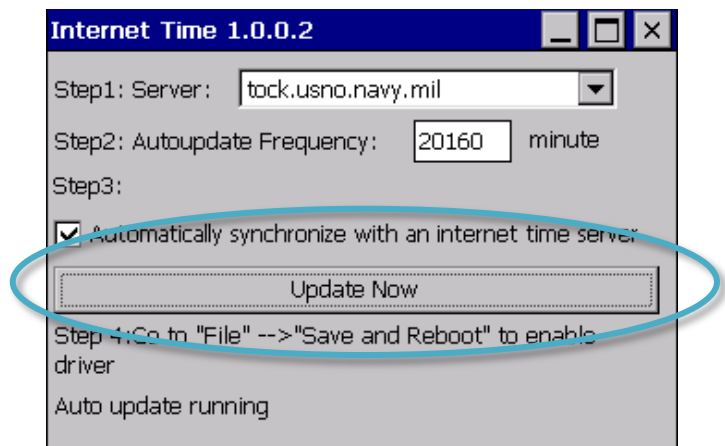 Internet Time 1.0.0.2
Step1: Server: tock.usno.navy.mil
Step2: Autoupdate Frequency: 20160 minute
Step3:
Automatically synchronize with an internet time server
Update Now
Step 4:Go to "File" -->"Save and Reboot" to enable
driver
Auto update running